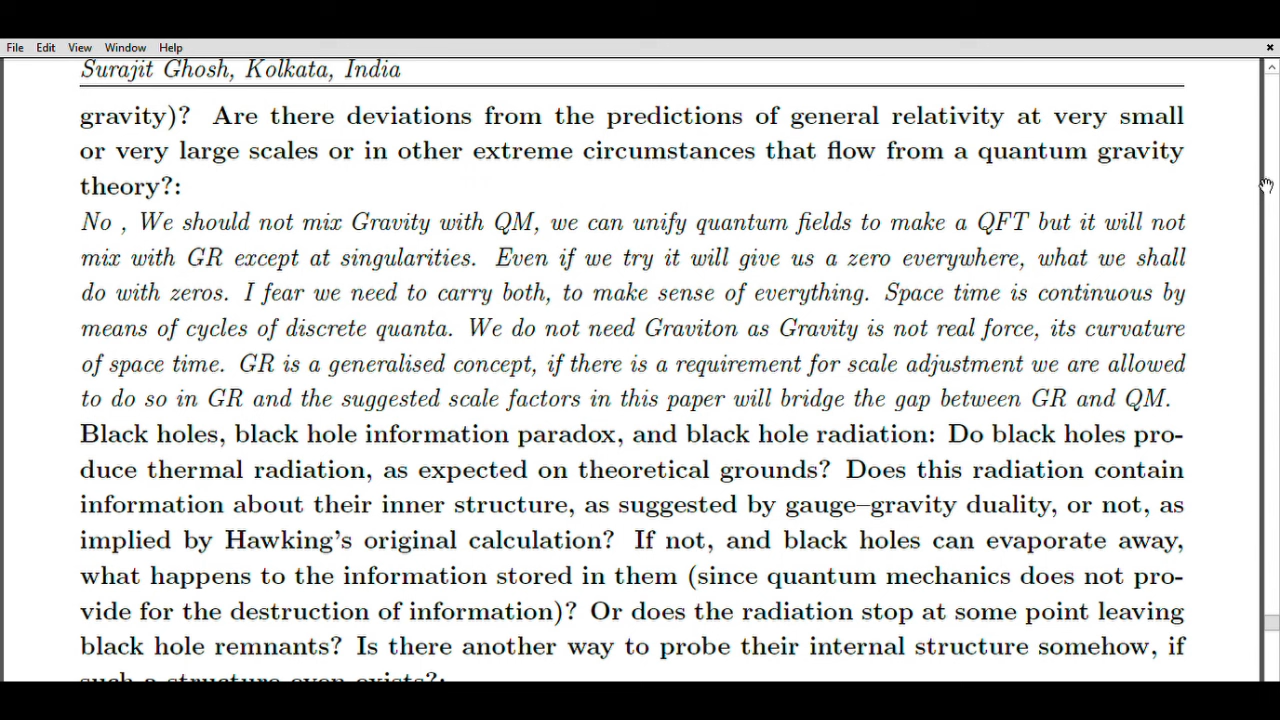 File Edit View Window Help
Surajit Ghosh, Kolkata, India
gravity)? Are there deviations from the predictions of general relativity at very small
or very large scales or in other extreme circumstances that flow from a quantum gravity
theory?:
No , We should not mix Gravity with QM, we can unify quantum fields to make a QFT but it will not
mix with GR except at singularities. Even if we try it will give us a zero everywhere, what we shall
do with zeros. I fear we need to carry both, to make sense of everything. Space time is continuous by
means of cycles of discrete quanta. We do not need Graviton as Gravity is not real force, its curvature
of space time. GR is a generalised concept, if there is a requirement for scale adjustment we are allowed
to do so in GR and the suggested scale factors in this paper will bridge the gap between GR and QM.
Black holes, black hole information paradox, and black hole radiation: Do black holes pro-
duce thermal radiation, as expected on theoretical grounds? Does this radiation contain
information about their inner structure, as suggested by gauge–gravity duality, or not, as
implied by Hawking's original calculation? If not, and black holes can evaporate away,
what happens to the information stored in them (since quantum mechanics does not pro-
vide for the destruction of information)? Or does the radiation stop at some point leaving
black hole remnants? Is there another way to probe their internal structure somehow, if
such a structure even exists?: